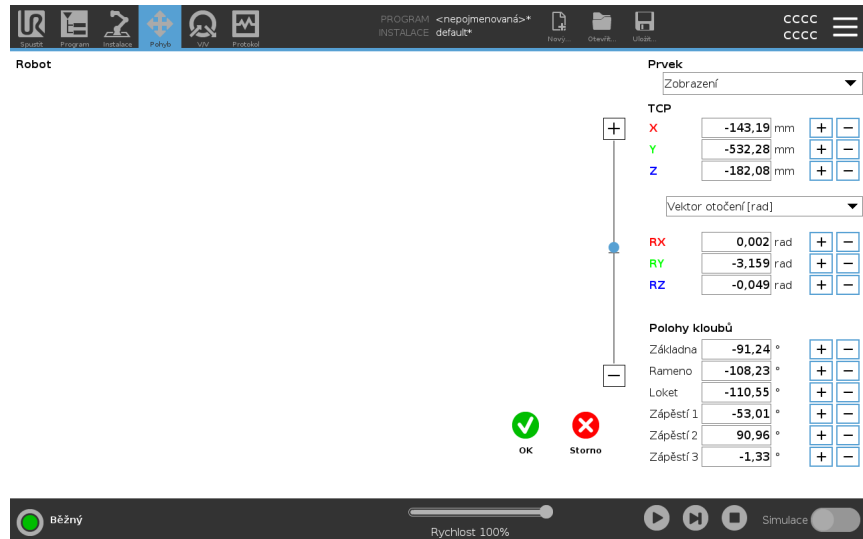 PROGRAM <nepojmenovaná>*
INSTALACE default*
CCCC
CCCC
Spustit Program Instalace Pohyb V/V Protokol Nový... Otevřít... Uložit...
Robot
Prvek
Zobrazení
TCP
X -143,19 mm + −
Y -532,28 mm + −
Z -182,08 mm + −
Vektor otočení [rad]
RX 0,002 rad + −
RY -3,159 rad + −
RZ -0,049 rad + −
Polohy kloubů
Základna -91,24 ° + −
Rameno -108,23 ° + −
Loket -110,55 ° + −
Zápěstí 1 -53,01 ° + −
Zápěstí 2 90,96 ° + −
Zápěstí 3 -1,33 ° + −
+
−
OK Storno
Běžný
Rychlost 100%
Simulace